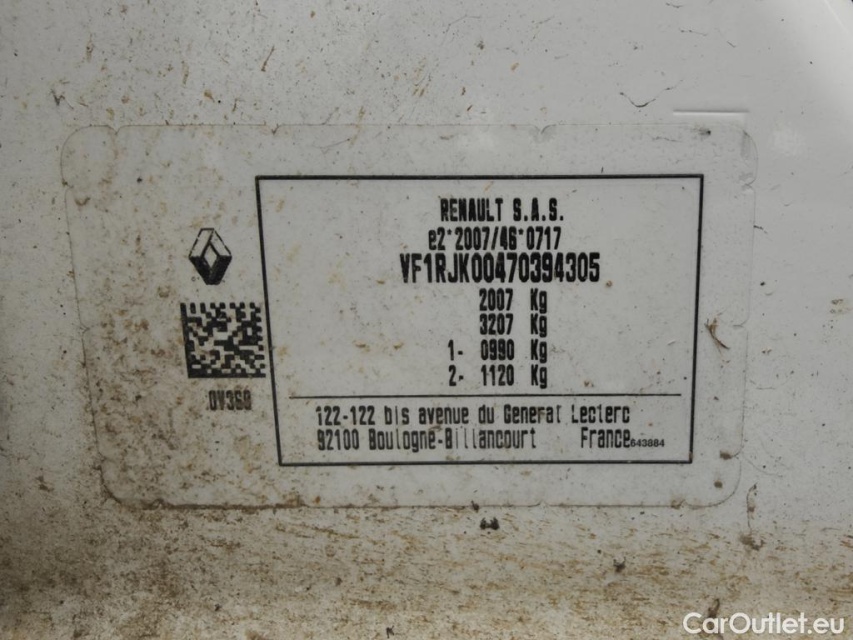 RENAULT S.A.S.
e2*2007/46*0717
VF1RJK00470394305
2007 Kg
3207 Kg
1- 0990 Kg
2- 1120 Kg
DV36Q
122-122 bis avenue du General Leclerc
92100 Boulogne-Billancourt France 643884
CarOutlet.eu